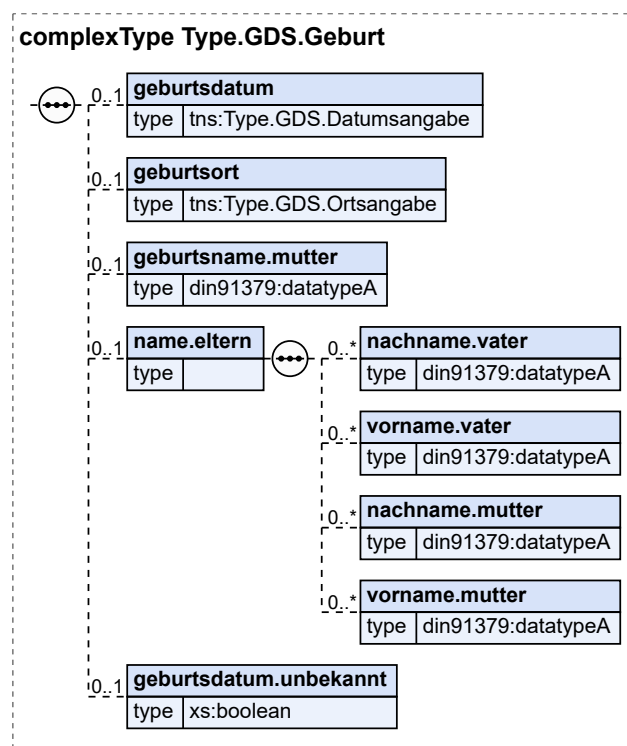 complexType Type.GDS.Geburt
0..1 geburtsdatum
type tns:Type.GDS.Datumsangabe
0..1 geburtsort
type tns:Type.GDS.Ortsangabe
0..1 geburtsname.mutter
type din91379:datatypeA
0..1 name.eltern 0..* nachname.vater
type type din91379:datatypeA
0..* vorname.vater
type din91379:datatypeA
0..* nachname.mutter
type din91379:datatypeA
0..* vorname.mutter
type din91379:datatypeA
0..1 geburtsdatum.unbekannt
type xs:boolean